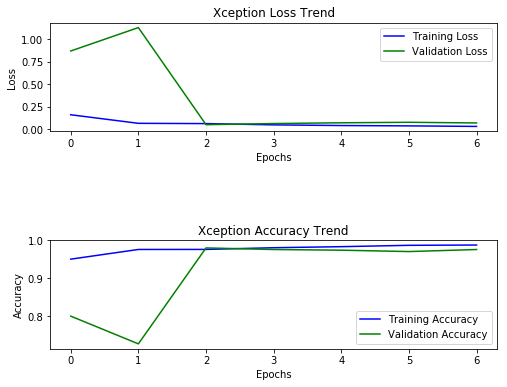 Xception Loss Trend
Loss
1.00
0.75
0.50
0.25
0.00
Training Loss
Validation Loss
0 1 2 3 4 5 6
Epochs
Xception Accuracy Trend
Accuracy
1.0
0.9
0.8
Training Accuracy
Validation Accuracy
0 1 2 3 4 5 6
Epochs